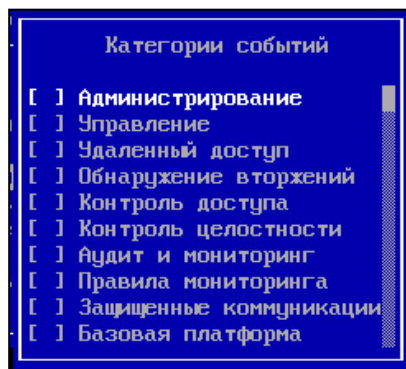 Категории событий
[ ] Администрирование
[ ] Управление
[ ] Удаленный доступ
[ ] Обнаружение вторжений
[ ] Контроль доступа
[ ] Контроль целостности
[ ] Аудит и мониторинг
[ ] Правила мониторинга
[ ] Защищенные коммуникации
[ ] Базовая платформа